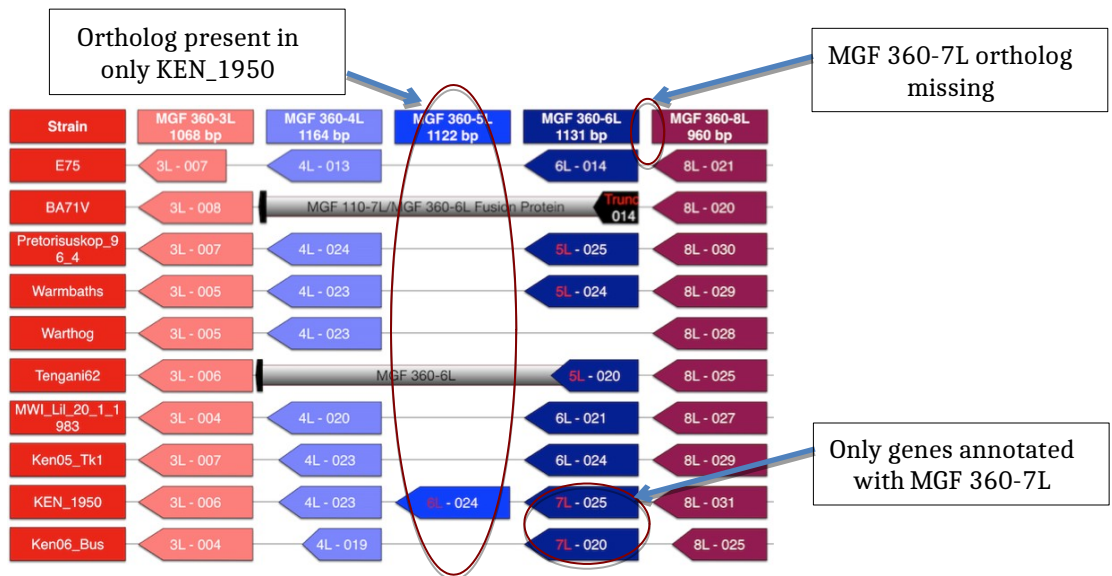 Ortholog present in
only KEN_1950
MGF 360-7L ortholog
missing
Strain
MGF 360-3L
1068 bp
MGF 360-4L
1164 bp
MGF 360-5L
1122 bp
MGF 360-6L
1131 bp
MGF 360-8L
960 bp
E75
3L - 007
4L - 013
6L - 014
8L - 021
BA71V
3L - 008
MGF 110-7L/MGF 360-6L Fusion Protein
Trunc
014
8L - 020
Pretorisuskop_9
6_4
3L - 007
4L - 024
5L - 025
8L - 030
Warmbaths
3L - 005
4L - 023
5L - 024
8L - 029
Warthog
3L - 005
4L - 023
8L - 028
Tengani62
3L - 006
MGF 360-6L
5L - 020
8L - 025
MWI_Lil_20_1_1
983
3L - 004
4L - 020
6L - 021
8L - 027
Ken05_Tk1
3L - 007
4L - 023
6L - 024
8L - 029
Only genes annotated
with MGF 360-7L
KEN_1950
3L - 006
4L - 023
6L - 024
7L - 025
8L - 031
Ken06_Bus
3L - 004
4L - 019
7L - 020
8L - 025